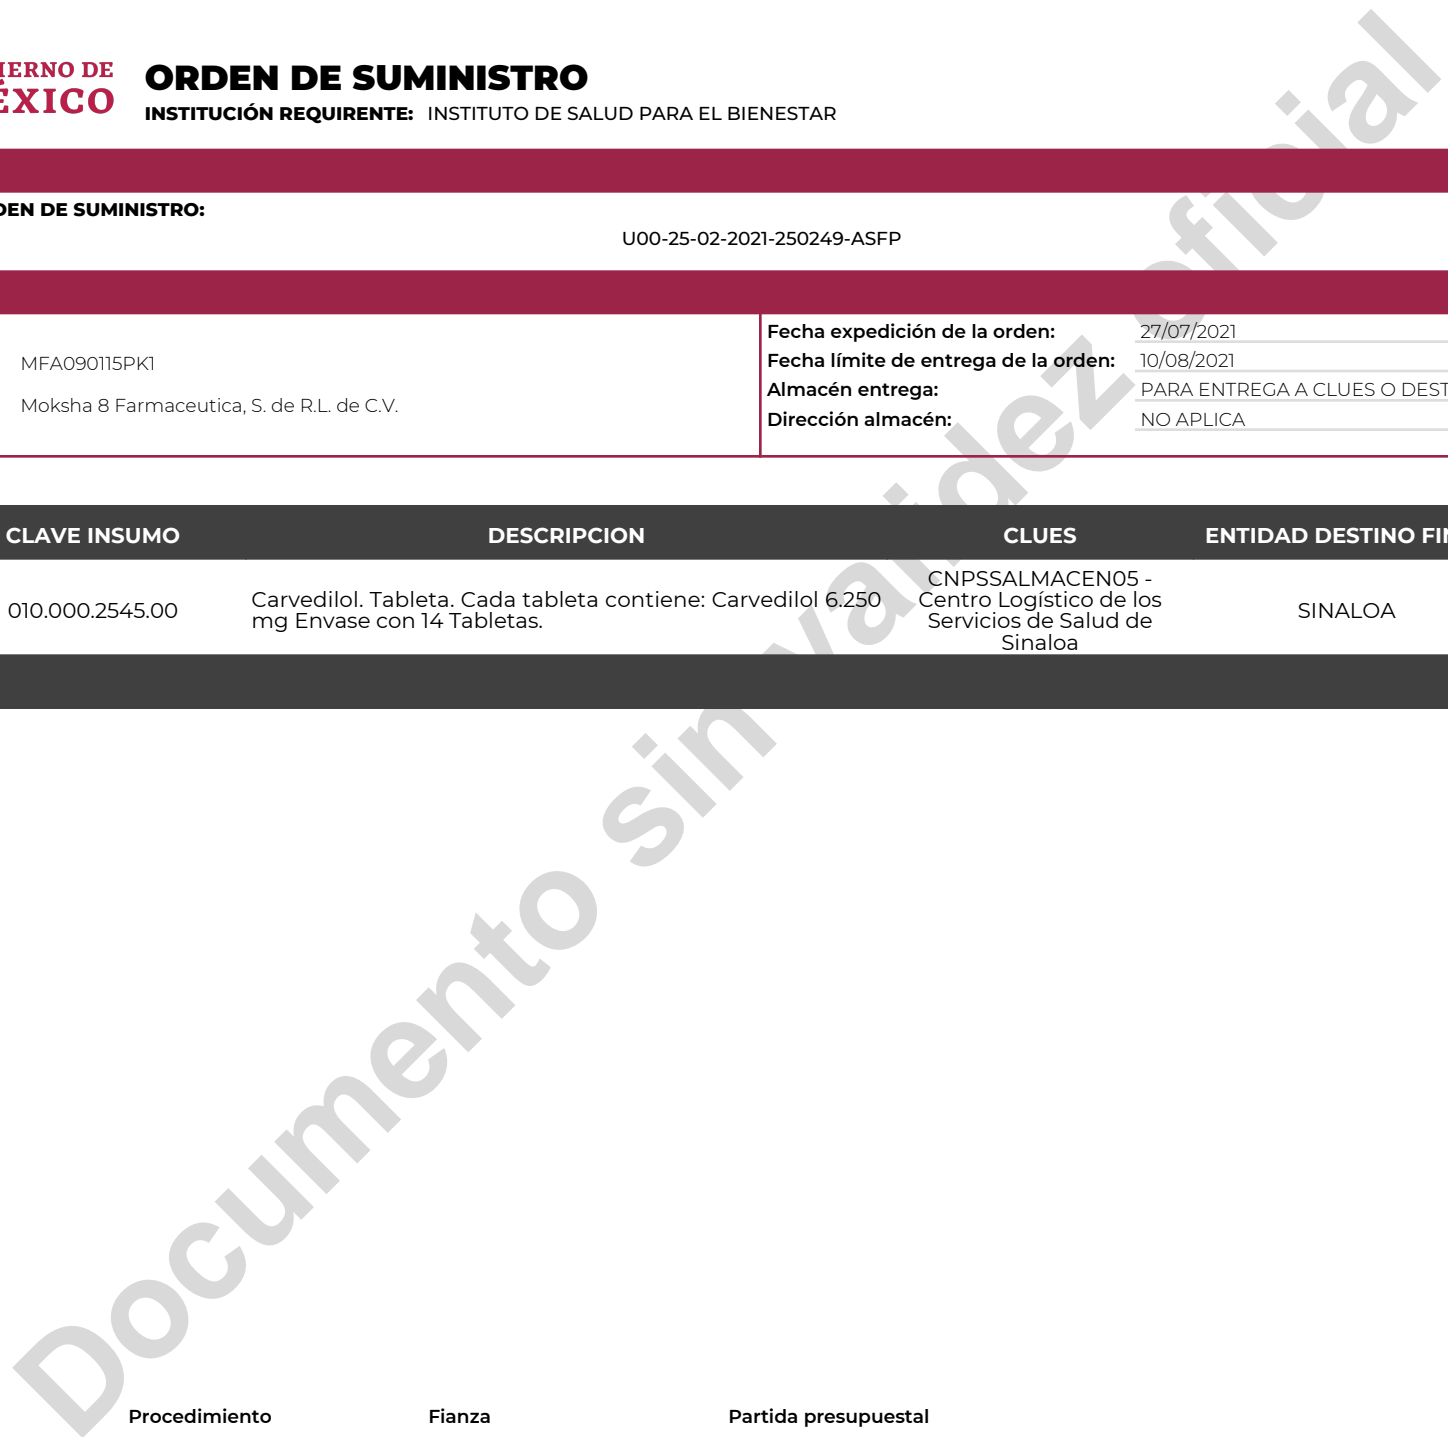 IERNO DE
ÉXICO
ORDEN DE SUMINISTRO
INSTITUCIÓN REQUIRENTE: INSTITUTO DE SALUD PARA EL BIENESTAR
DEN DE SUMINISTRO:
U00-25-02-2021-250249-ASFP
MFA090115PK1
Moksha 8 Farmaceutica, S. de R.L. de C.V.
Fecha expedición de la orden: 27/07/2021
Fecha límite de entrega de la orden: 10/08/2021
Almacén entrega: PARA ENTREGA A CLUES O DEST
Dirección almacén: NO APLICA
CLAVE INSUMO DESCRIPCION CLUES ENTIDAD DESTINO FIN
010.000.2545.00
Carvedilol. Tableta. Cada tableta contiene: Carvedilol 6.250
mg Envase con 14 Tabletas.
CNPSSALMACEN05 -
Centro Logístico de los
Servicios de Salud de
Sinaloa
SINALOA
Documento sin validez oficial
Procedimiento Fianza Partida presupuestal